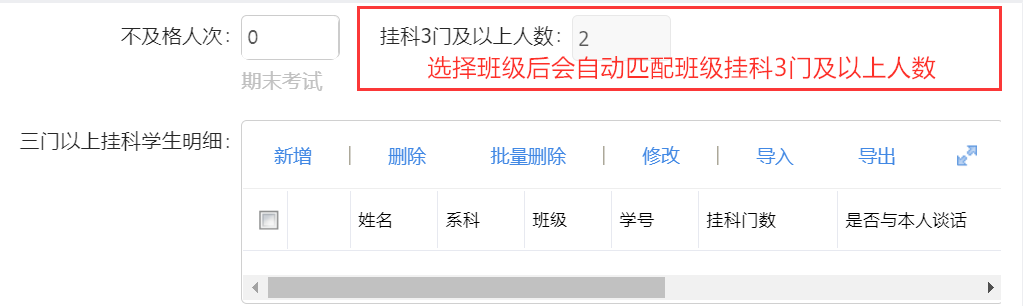 不及格人次： 0 挂科3门及以上人数： 2
期末考试 选择班级后会自动匹配班级挂科3门及以上人数
三门以上挂科学生明细：
新增 | 删除 批量删除 | 修改 | 导入 导出
姓名 系科 班级 学号 挂科门数 是否与本人谈话